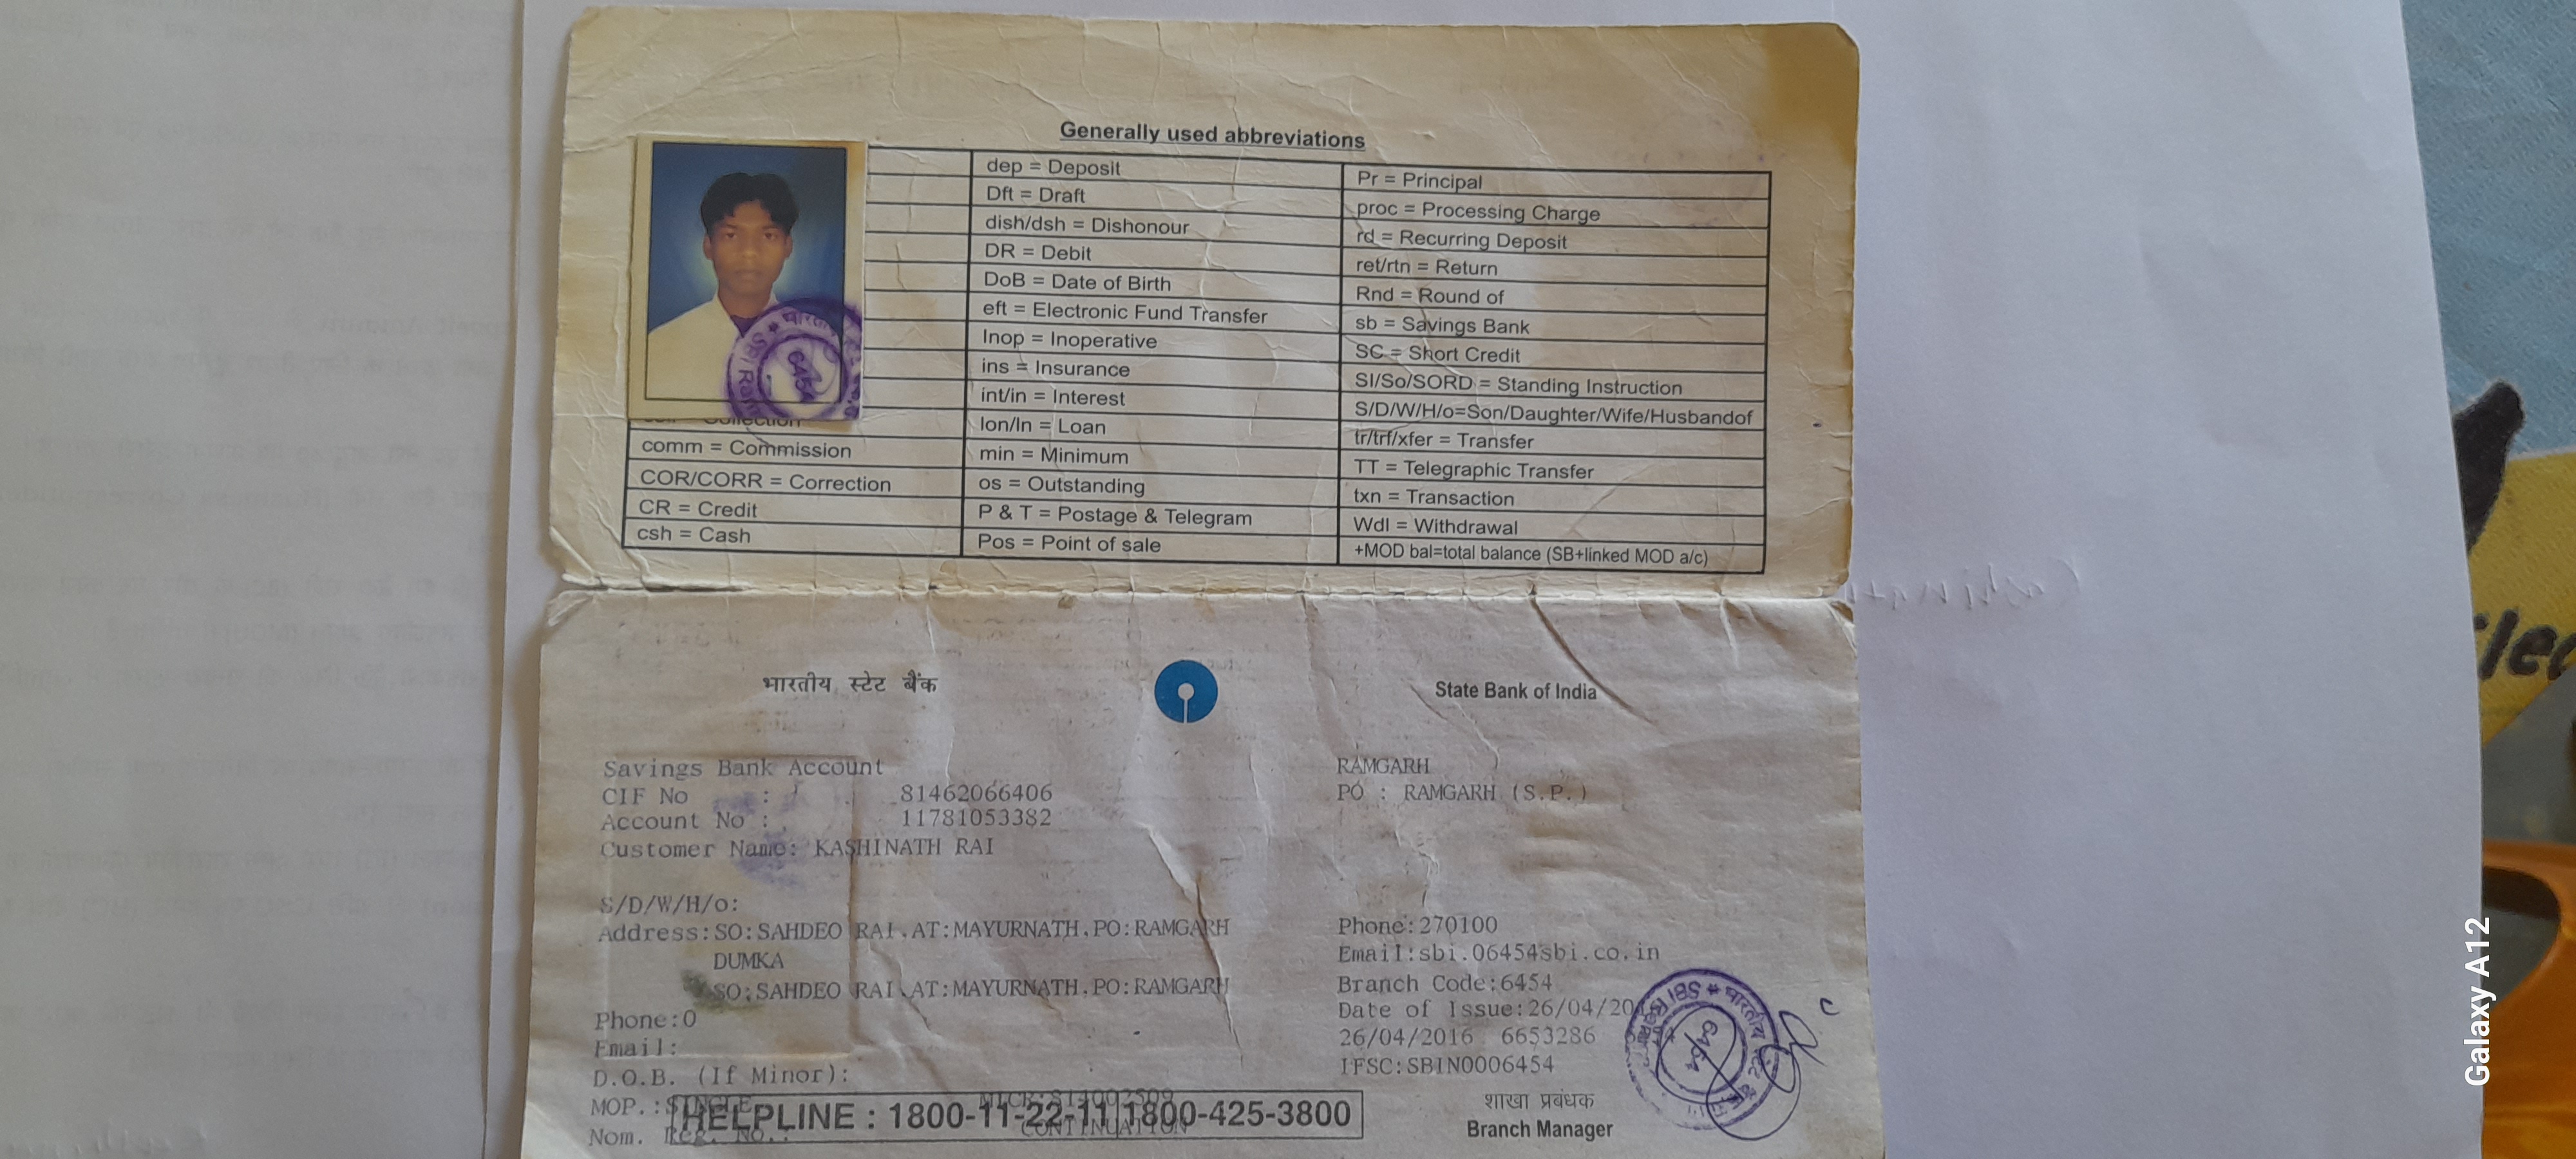 Generally used abbreviations
dep = Deposit
Dft = Draft
dish/dsh = Dishonour
DR = Debit
DoB = Date of Birth
eft = Electronic Fund Transfer
Inop = Inoperative
ins = Insurance
int/in = Interest
lon/ln = Loan
min = Minimum
os = Outstanding
P & T = Postage & Telegram
Pos = Point of sale
Pr = Principal
proc = Processing Charge
rd = Recurring Deposit
ret/rtn = Return
Rnd = Round of
sb = Savings Bank
SC = Short Credit
SI/So/SORD = Standing Instruction
S/D/W/H/o=Son/Daughter/Wife/Husbandof
tr/trf/xfer = Transfer
TT = Telegraphic Transfer
txn = Transaction
Wdl = Withdrawal
+MOD bal=total balance (SB+linked MOD a/c)
comm = Commission
COR/CORR = Correction
CR = Credit
csh = Cash
SBI
6454
भारतीय स्टेट बैंक
State Bank of India
Savings Bank Account
CIF No : 81462066406
Account No : 11781053382
Customer Name: KASHINATH RAI
S/D/W/H/o:
Address:SO:SAHDEO RAI.AT:MAYURNATH.PO:RAMGARH
DUMKA
SO:SAHDEO RAI.AT:MAYURNATH.PO:RAMGARH
Phone:0
Email:
D.O.B. (If Minor):
MOP.:SINGLE
Nom. Reg. No.:
CONTINUATION
HELPLINE : 1800-11-22-11 1800-425-3800
RAMGARH
PO : RAMGARH (S.P.)
Phone:270100
Email:sbi.06454sbi.co.in
Branch Code:6454
Date of Issue:26/04/
26/04/2016 6653286
IFSC:SBIN0006454
SBI
6454
शाखा प्रबंधक
Branch Manager
Galaxy A12